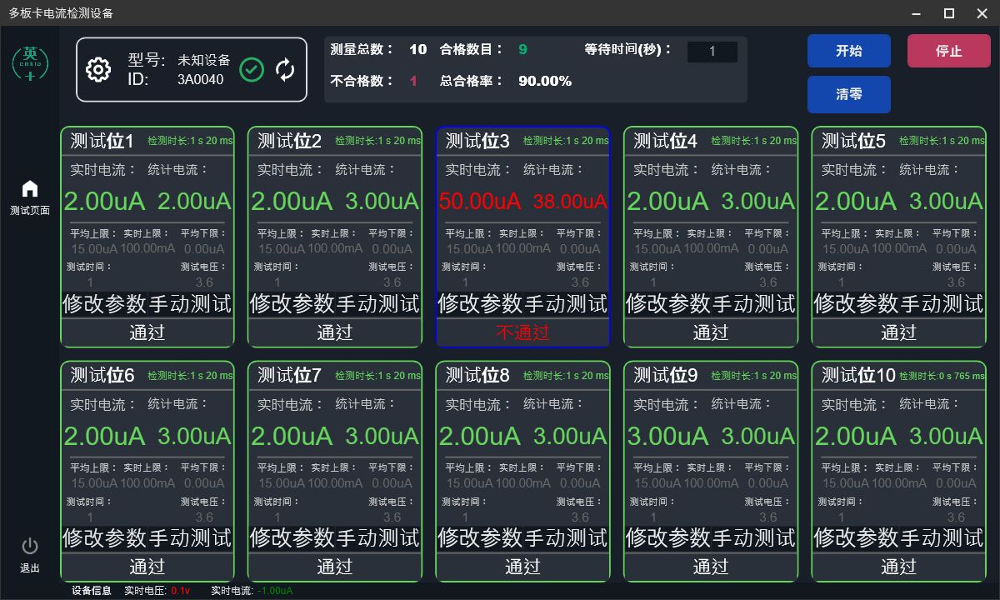 多板卡电流检测设备
英
enkia
十
型号: 未知设备
ID: 3A0040
测量总数： 10 合格数目： 9 等待时间(秒)： 1
不合格数： 1 总合格率： 90.00%
开始 停止
清零
测试页面
测试位1 检测时长:1 s 20 ms
实时电流： 统计电流：
2.00uA 2.00uA
平均上限： 实时上限： 平均下限：
15.00uA 100.00mA 0.00uA
测试时间： 测试电压：
1 3.6
修改参数 手动测试
通过
测试位2 检测时长:1 s 20 ms
实时电流： 统计电流：
2.00uA 3.00uA
平均上限： 实时上限： 平均下限：
15.00uA 100.00mA 0.00uA
测试时间： 测试电压：
1 3.6
修改参数 手动测试
通过
测试位3 检测时长:1 s 20 ms
实时电流： 统计电流：
50.00uA 38.00uA
平均上限： 实时上限： 平均下限：
15.00uA 100.00mA 0.00uA
测试时间： 测试电压：
1 3.6
修改参数 手动测试
不通过
测试位4 检测时长:1 s 20 ms
实时电流： 统计电流：
2.00uA 3.00uA
平均上限： 实时上限： 平均下限：
15.00uA 100.00mA 0.00uA
测试时间： 测试电压：
1 3.6
修改参数 手动测试
通过
测试位5 检测时长:1 s 20 ms
实时电流： 统计电流：
2.00uA 3.00uA
平均上限： 实时上限： 平均下限：
15.00uA 100.00mA 0.00uA
测试时间： 测试电压：
1 3.6
修改参数 手动测试
通过
测试位6 检测时长:1 s 20 ms
实时电流： 统计电流：
2.00uA 3.00uA
平均上限： 实时上限： 平均下限：
15.00uA 100.00mA 0.00uA
测试时间： 测试电压：
1 3.6
修改参数 手动测试
通过
测试位7 检测时长:1 s 20 ms
实时电流： 统计电流：
2.00uA 3.00uA
平均上限： 实时上限： 平均下限：
15.00uA 100.00mA 0.00uA
测试时间： 测试电压：
1 3.6
修改参数 手动测试
通过
测试位8 检测时长:1 s 20 ms
实时电流： 统计电流：
2.00uA 3.00uA
平均上限： 实时上限： 平均下限：
15.00uA 100.00mA 0.00uA
测试时间： 测试电压：
1 3.6
修改参数 手动测试
通过
测试位9 检测时长:1 s 20 ms
实时电流： 统计电流：
3.00uA 3.00uA
平均上限： 实时上限： 平均下限：
15.00uA 100.00mA 0.00uA
测试时间： 测试电压：
1 3.6
修改参数 手动测试
通过
测试位10 检测时长:0 s 765 ms
实时电流： 统计电流：
2.00uA 3.00uA
平均上限： 实时上限： 平均下限：
15.00uA 100.00mA 0.00uA
测试时间： 测试电压：
1 3.6
修改参数 手动测试
通过
退出
设备信息 实时电压: 0.1v 实时电流: -1.00uA